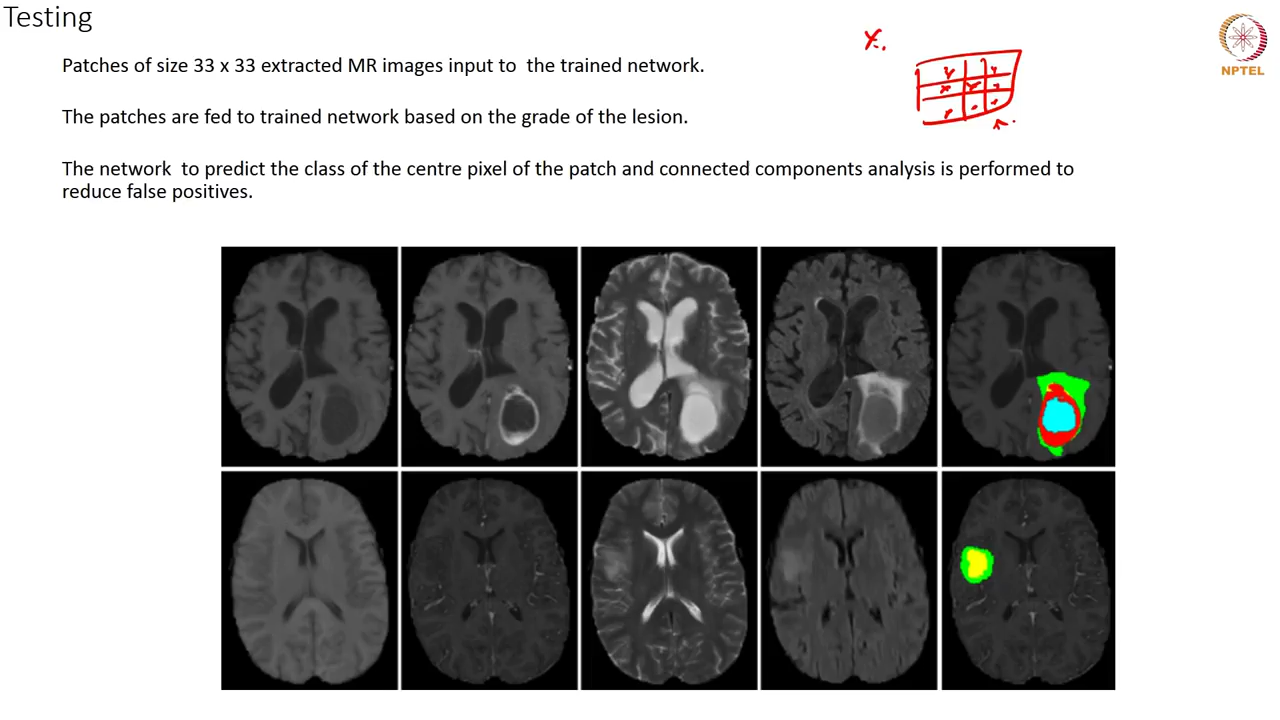 Testing
Patches of size 33 x 33 extracted MR images input to the trained network.
The patches are fed to trained network based on the grade of the lesion.
The network to predict the class of the centre pixel of the patch and connected components analysis is performed to
reduce false positives.
NPTEL